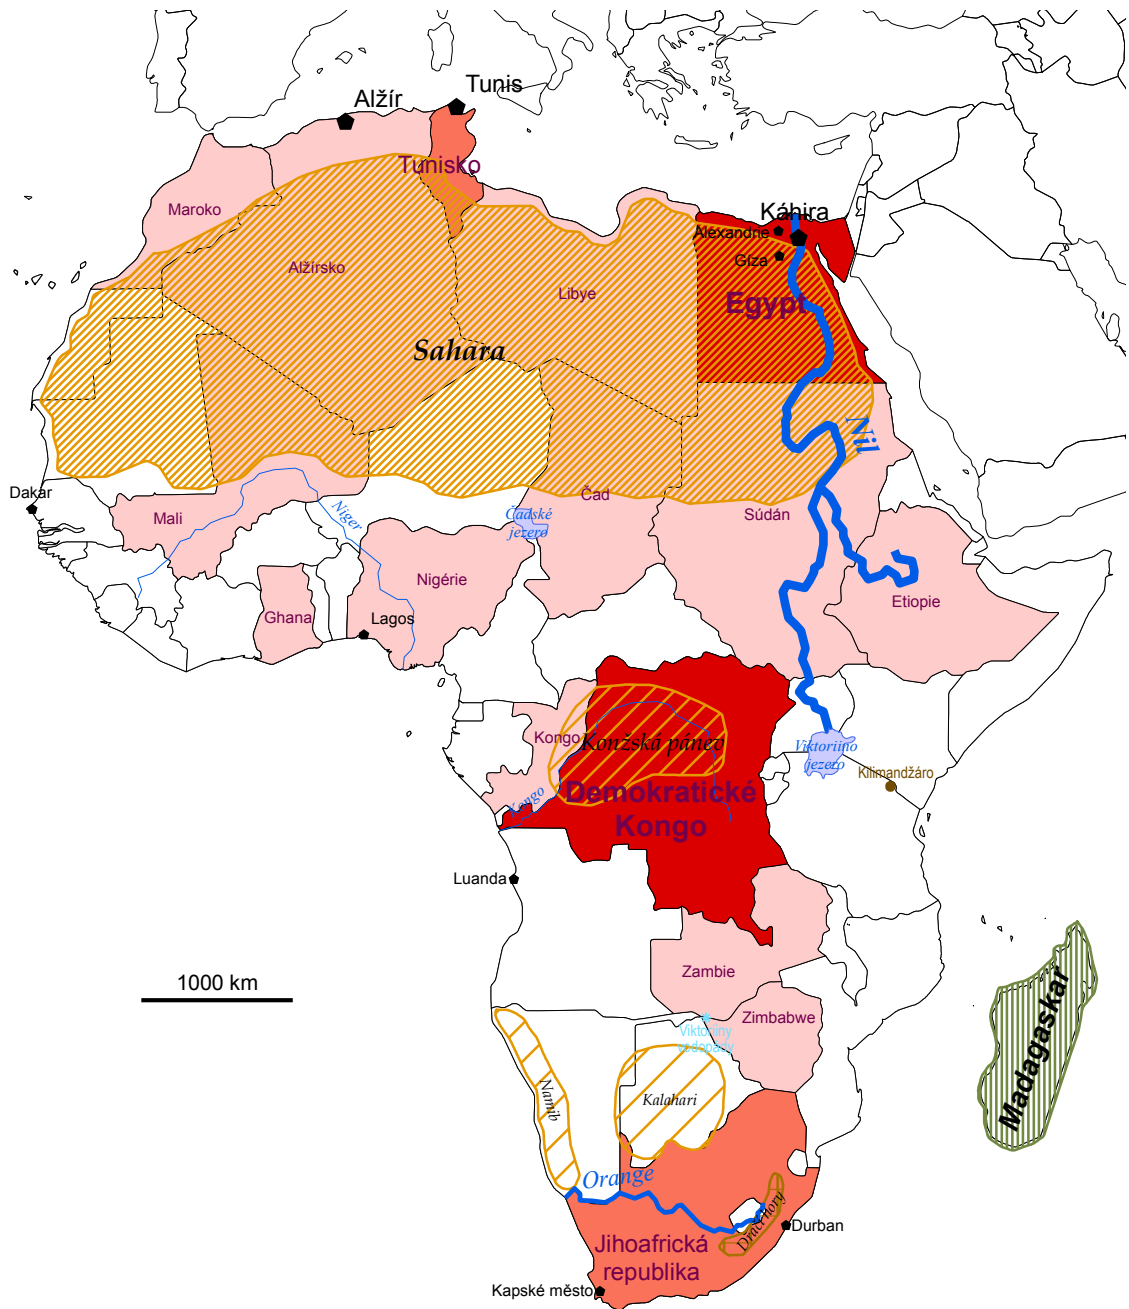 Tunis
Alžír
Tunisko
Maroko
Káhira
Alexandrie
Gíza
Alžírsko
Libye
Egypt
Sahara
Nil
Dakar
Mali
Niger
Čadské
jezero
Čad
Súdán
Nigérie
Etiopie
Ghana
Lagos
Kongo
Konžská pánev
Viktoriino
jezero
Kilimandžáro
Kongo
Demokratické
Kongo
Luanda
Zambie
1000 km
Zimbabwe
Viktoriiny
vodopády
Madagaskar
Namib
Kalahari
Orange
Dračí hory
Durban
Jihoafrická
republika
Kapské město